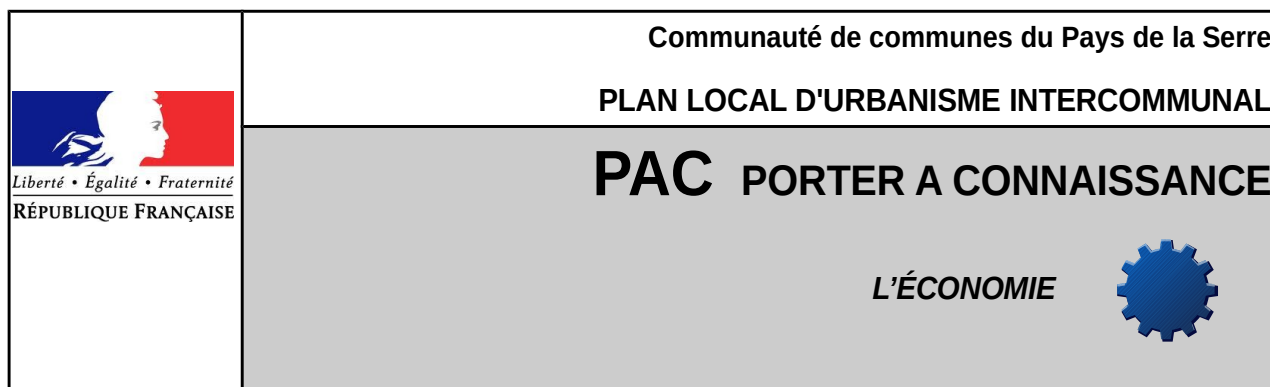 Communauté de communes du Pays de la Serre
PLAN LOCAL D'URBANISME INTERCOMMUNAL
Liberté • Égalité • Fraternité
RÉPUBLIQUE FRANÇAISE
PAC PORTER A CONNAISSANCE
L'ÉCONOMIE